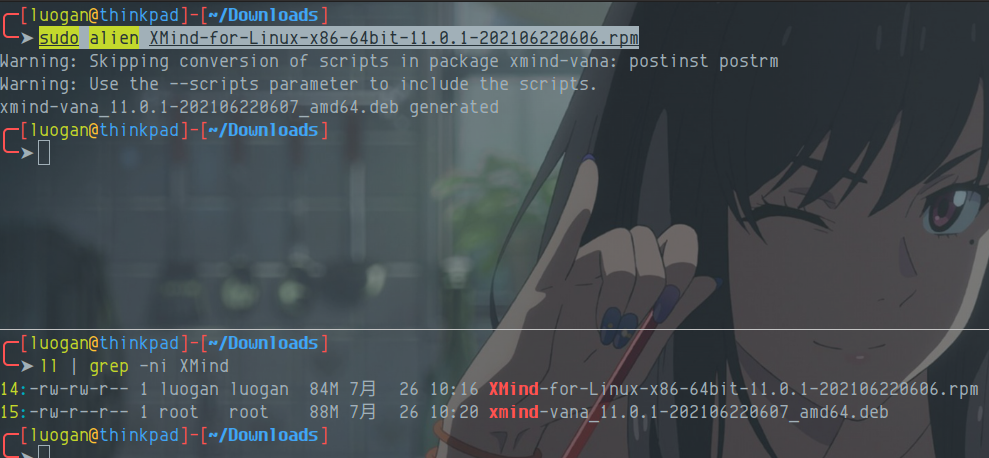 [luogan@thinkpad]-[~/Downloads]
➤ sudo alien XMind-for-Linux-x86-64bit-11.0.1-202106220606.rpm
Warning: Skipping conversion of scripts in package xmind-vana: postinst postrm
Warning: Use the --scripts parameter to include the scripts.
xmind-vana_11.0.1-202106220607_amd64.deb generated
[luogan@thinkpad]-[~/Downloads]
➤
[luogan@thinkpad]-[~/Downloads]
➤ ll | grep -ni XMind
14:-rw-rw-r-- 1 luogan luogan  84M 7月  26 10:16 XMind-for-Linux-x86-64bit-11.0.1-202106220606.rpm
15:-rw-r--r-- 1 root   root    88M 7月  26 10:20 xmind-vana_11.0.1-202106220607_amd64.deb
[luogan@thinkpad]-[~/Downloads]
➤